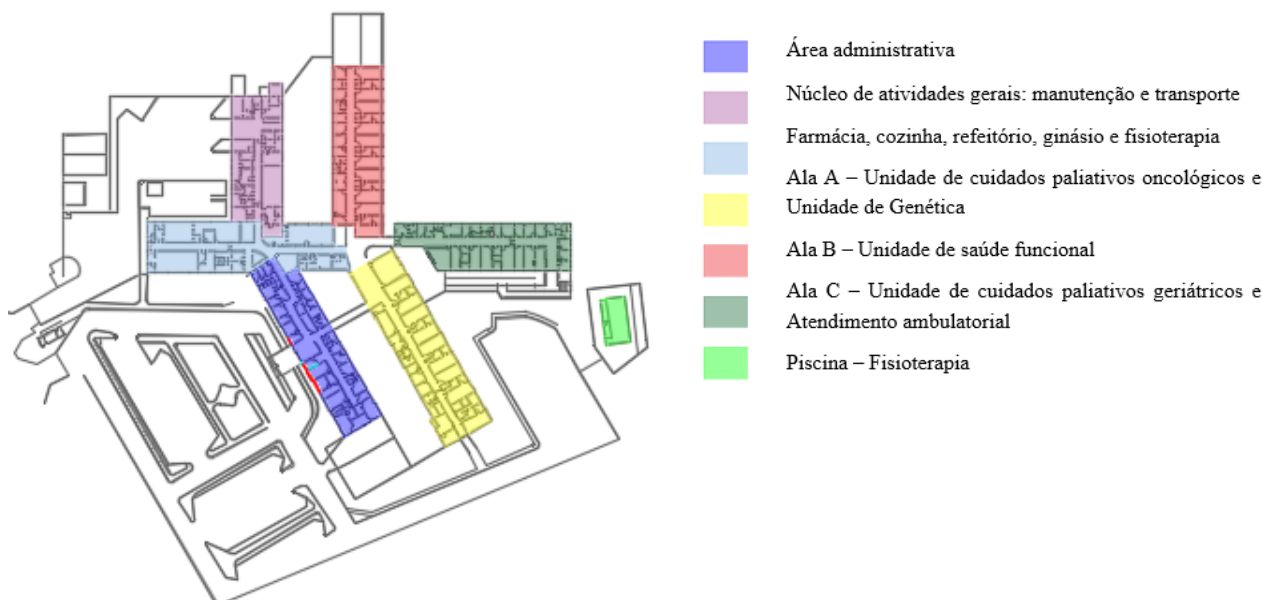 Área administrativa
Núcleo de atividades gerais: manutenção e transporte
Farmácia, cozinha, refeitório, ginásio e fisioterapia
Ala A – Unidade de cuidados paliativos oncológicos e
Unidade de Genética
Ala B – Unidade de saúde funcional
Ala C – Unidade de cuidados paliativos geriátricos e
Atendimento ambulatorial
Piscina – Fisioterapia